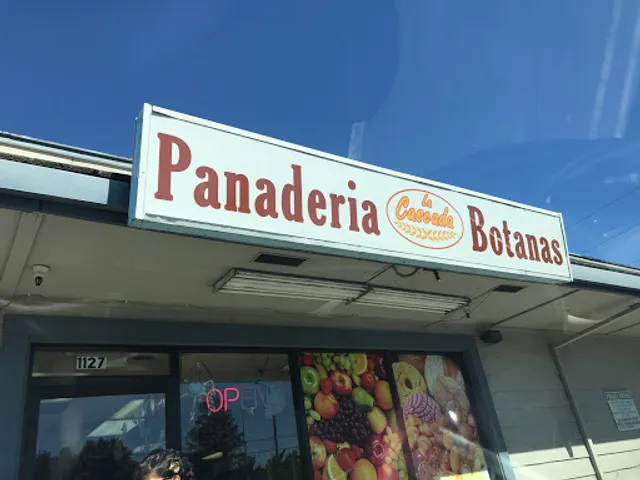 Panaderia
La
Cascada
Botanas
1127
OPEN